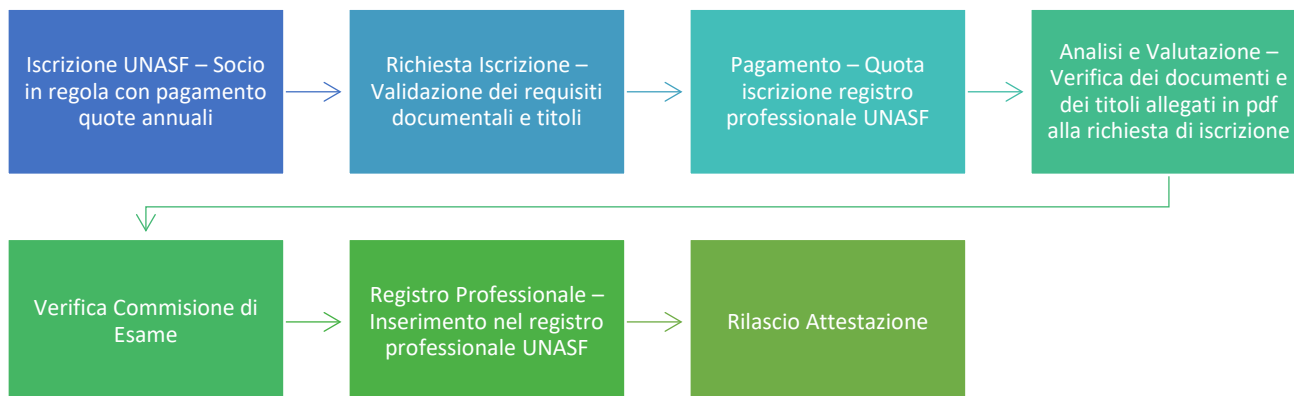 Iscrizione UNASF – Socio
in regola con pagamento
quote annuali
Richiesta Iscrizione –
Validazione dei requisiti
documentali e titoli
Pagamento – Quota
iscrizione registro
professionale UNASF
Analisi e Valutazione –
Verifica dei documenti e
dei titoli allegati in pdf
alla richiesta di iscrizione
Verifica Commisione di
Esame
Registro Professionale –
Inserimento nel registro
professionale UNASF
Rilascio Attestazione